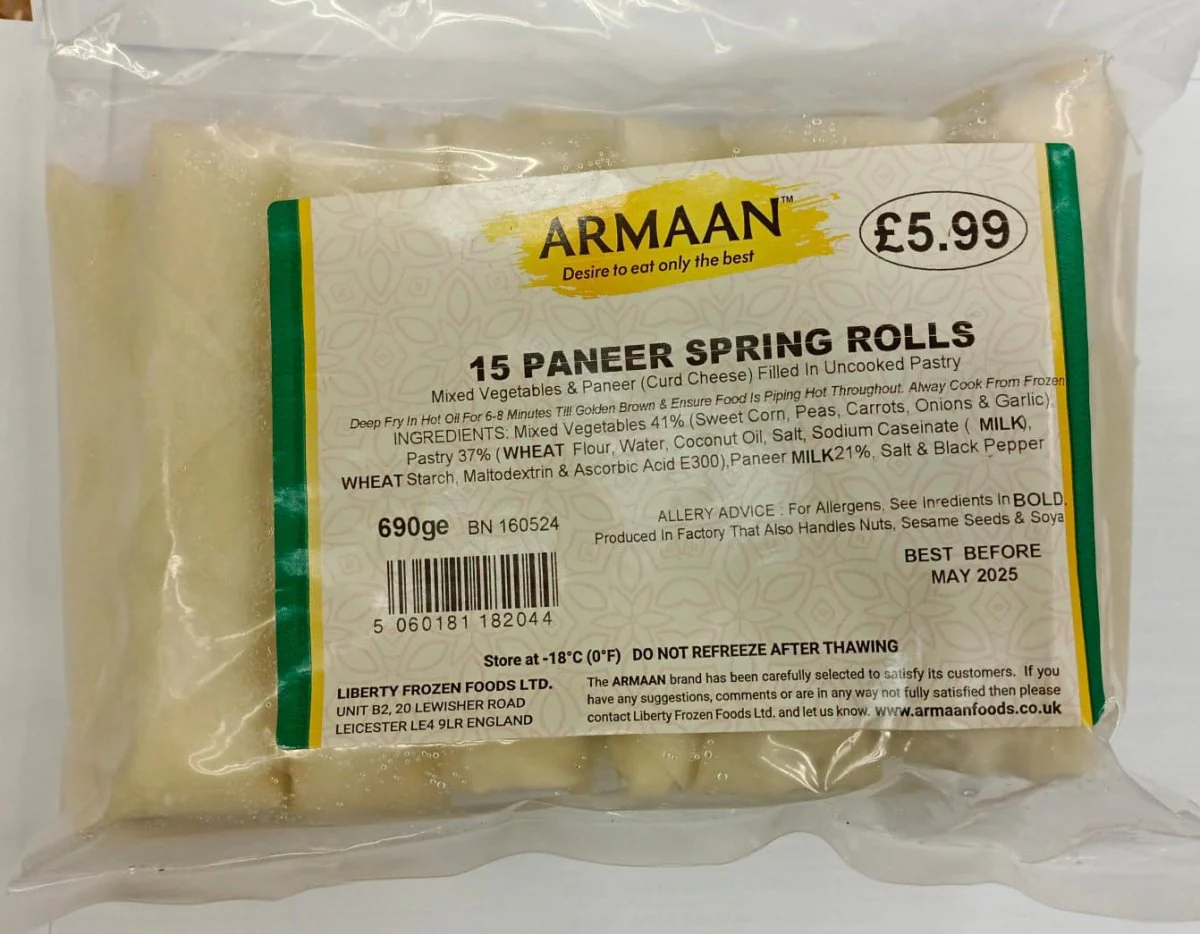 ARMAAN™
Desire to eat only the best
£5.99
15 PANEER SPRING ROLLS
Mixed Vegetables & Paneer (Curd Cheese) Filled In Uncooked Pastry
Deep Fry In Hot Oil For 6-8 Minutes Till Golden Brown & Ensure Food Is Piping Hot Throughout. Alway Cook From Frozen
INGREDIENTS: Mixed Vegetables 41% (Sweet Corn, Peas, Carrots, Onions & Garlic),
Pastry 37% (WHEAT Flour, Water, Coconut Oil, Salt, Sodium Caseinate ( MILK),
WHEAT Starch, Maltodextrin & Ascorbic Acid E300),Paneer MILK21%, Salt & Black Pepper
690ge BN 160524
ALLERY ADVICE : For Allergens, See Inredients In BOLD.
Produced In Factory That Also Handles Nuts, Sesame Seeds & Soya
BEST BEFORE
MAY 2025
5 060181 182044
Store at -18°C (0°F) DO NOT REFREEZE AFTER THAWING
LIBERTY FROZEN FOODS LTD.
UNIT B2, 20 LEWISHER ROAD
LEICESTER LE4 9LR ENGLAND
The ARMAAN brand has been carefully selected to satisfy its customers. If you
have any suggestions, comments or are in any way not fully satisfied then please
contact Liberty Frozen Foods Ltd. and let us know. www.armaanfoods.co.uk